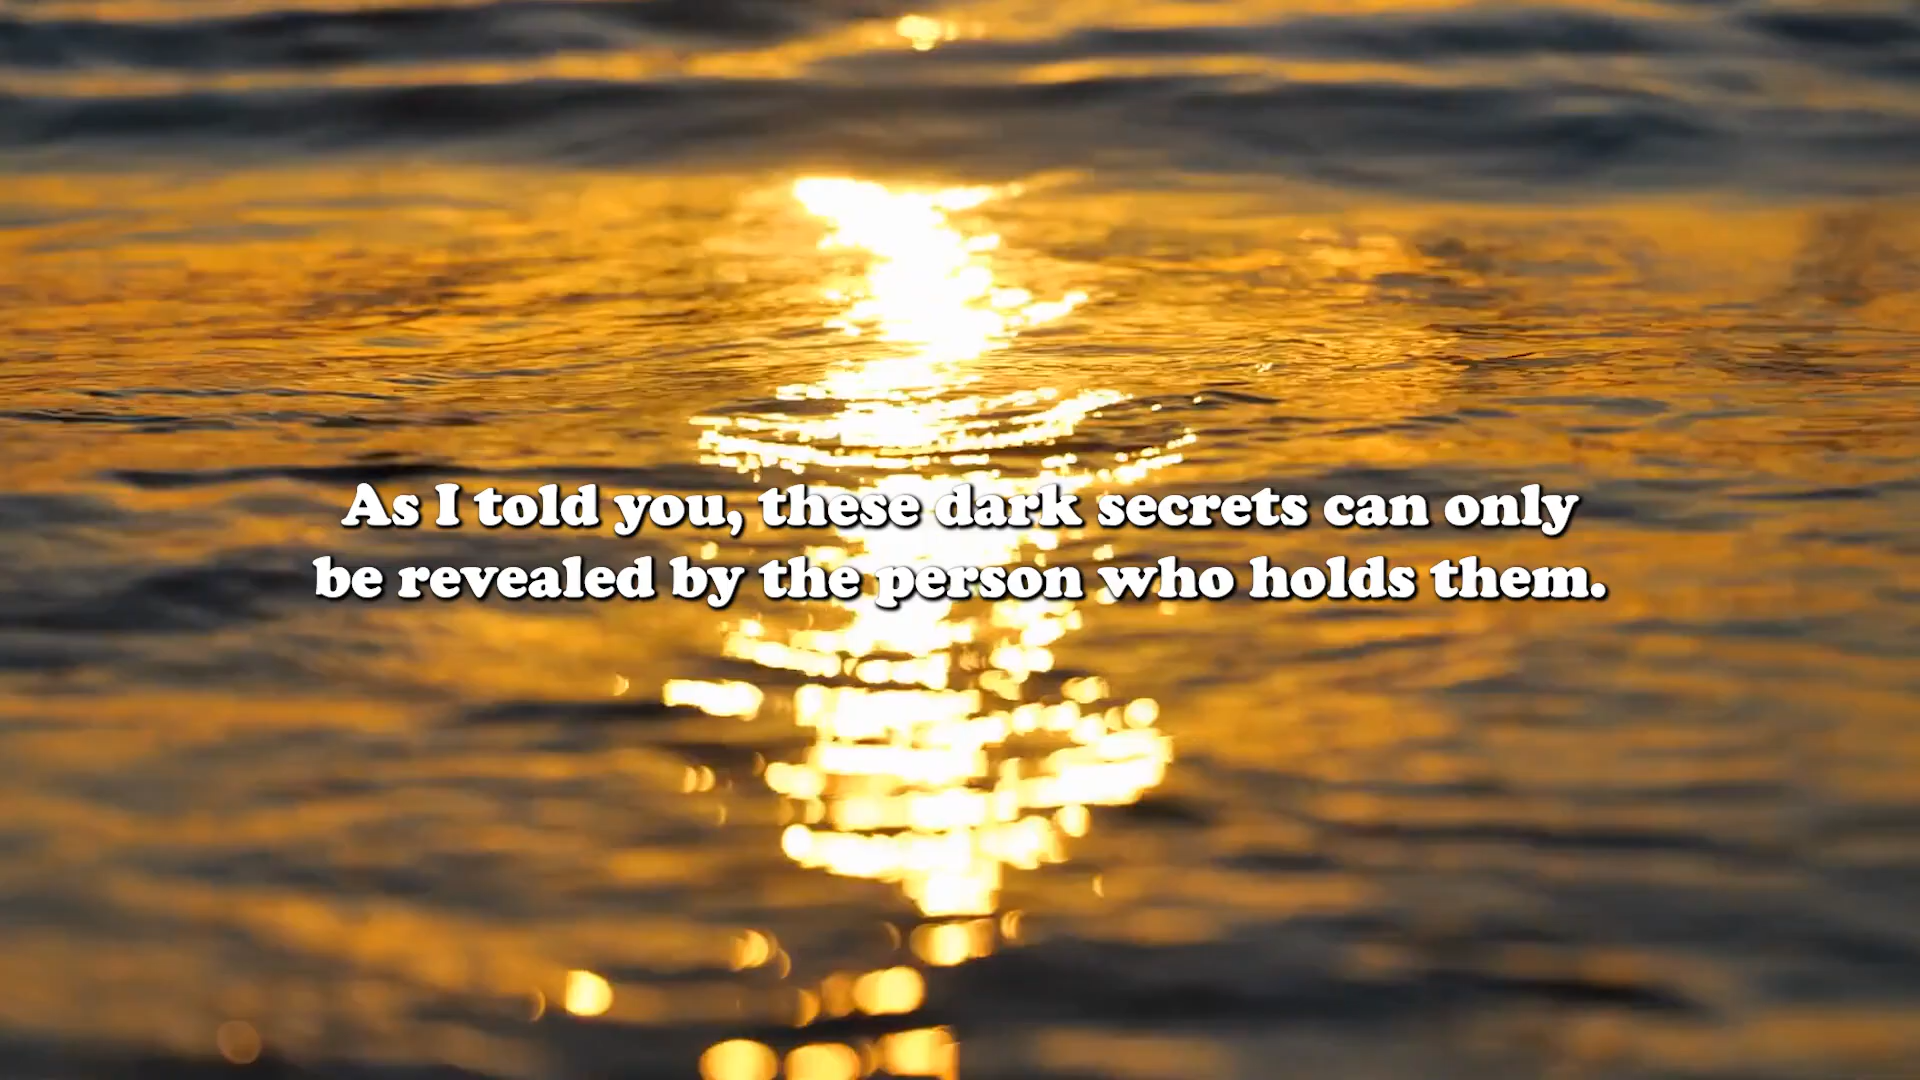 As I told you, these dark secrets can only
be revealed by the person who holds them.